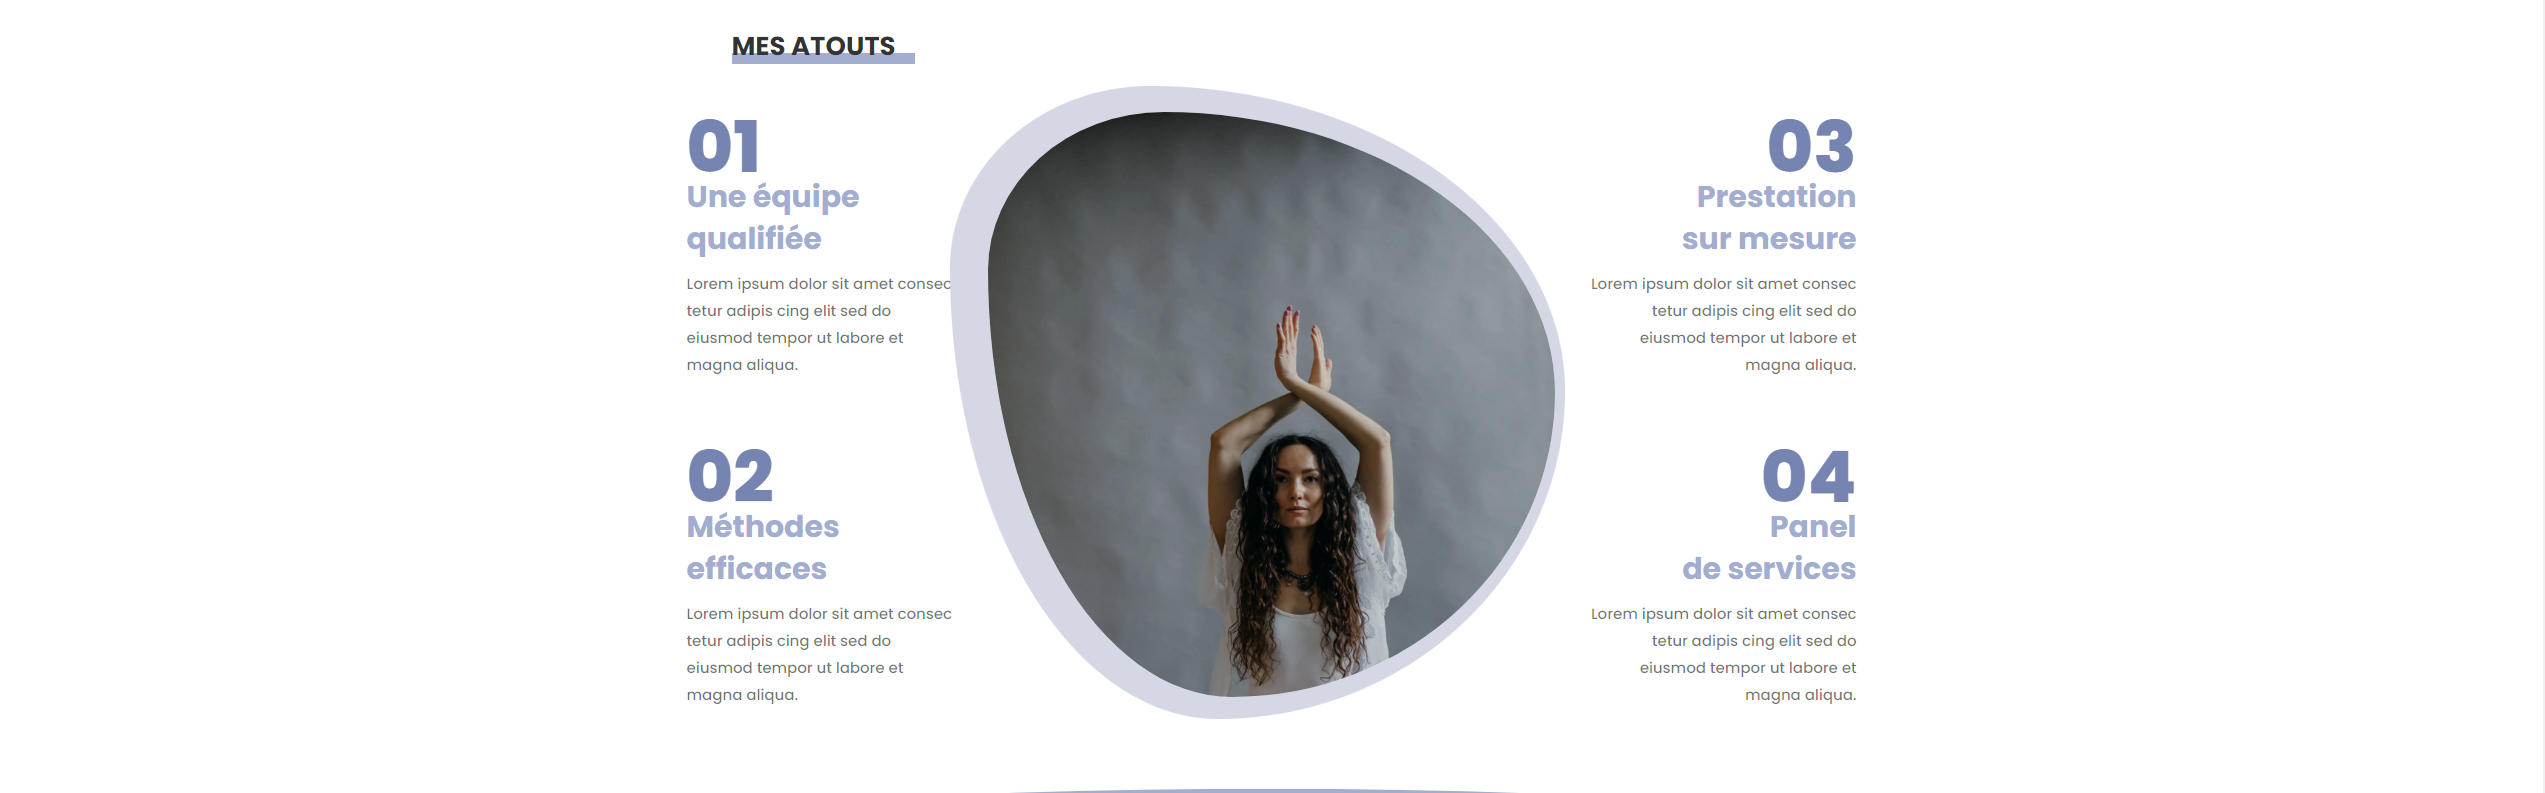 MES ATOUTS
01
Une équipe
qualifiée
Lorem ipsum dolor sit amet consec
tetur adipis cing elit sed do
eiusmod tempor ut labore et
magna aliqua.
02
Méthodes
efficaces
Lorem ipsum dolor sit amet consec
tetur adipis cing elit sed do
eiusmod tempor ut labore et
magna aliqua.
03
Prestation
sur mesure
Lorem ipsum dolor sit amet consec
tetur adipis cing elit sed do
eiusmod tempor ut labore et
magna aliqua.
04
Panel
de services
Lorem ipsum dolor sit amet consec
tetur adipis cing elit sed do
eiusmod tempor ut labore et
magna aliqua.